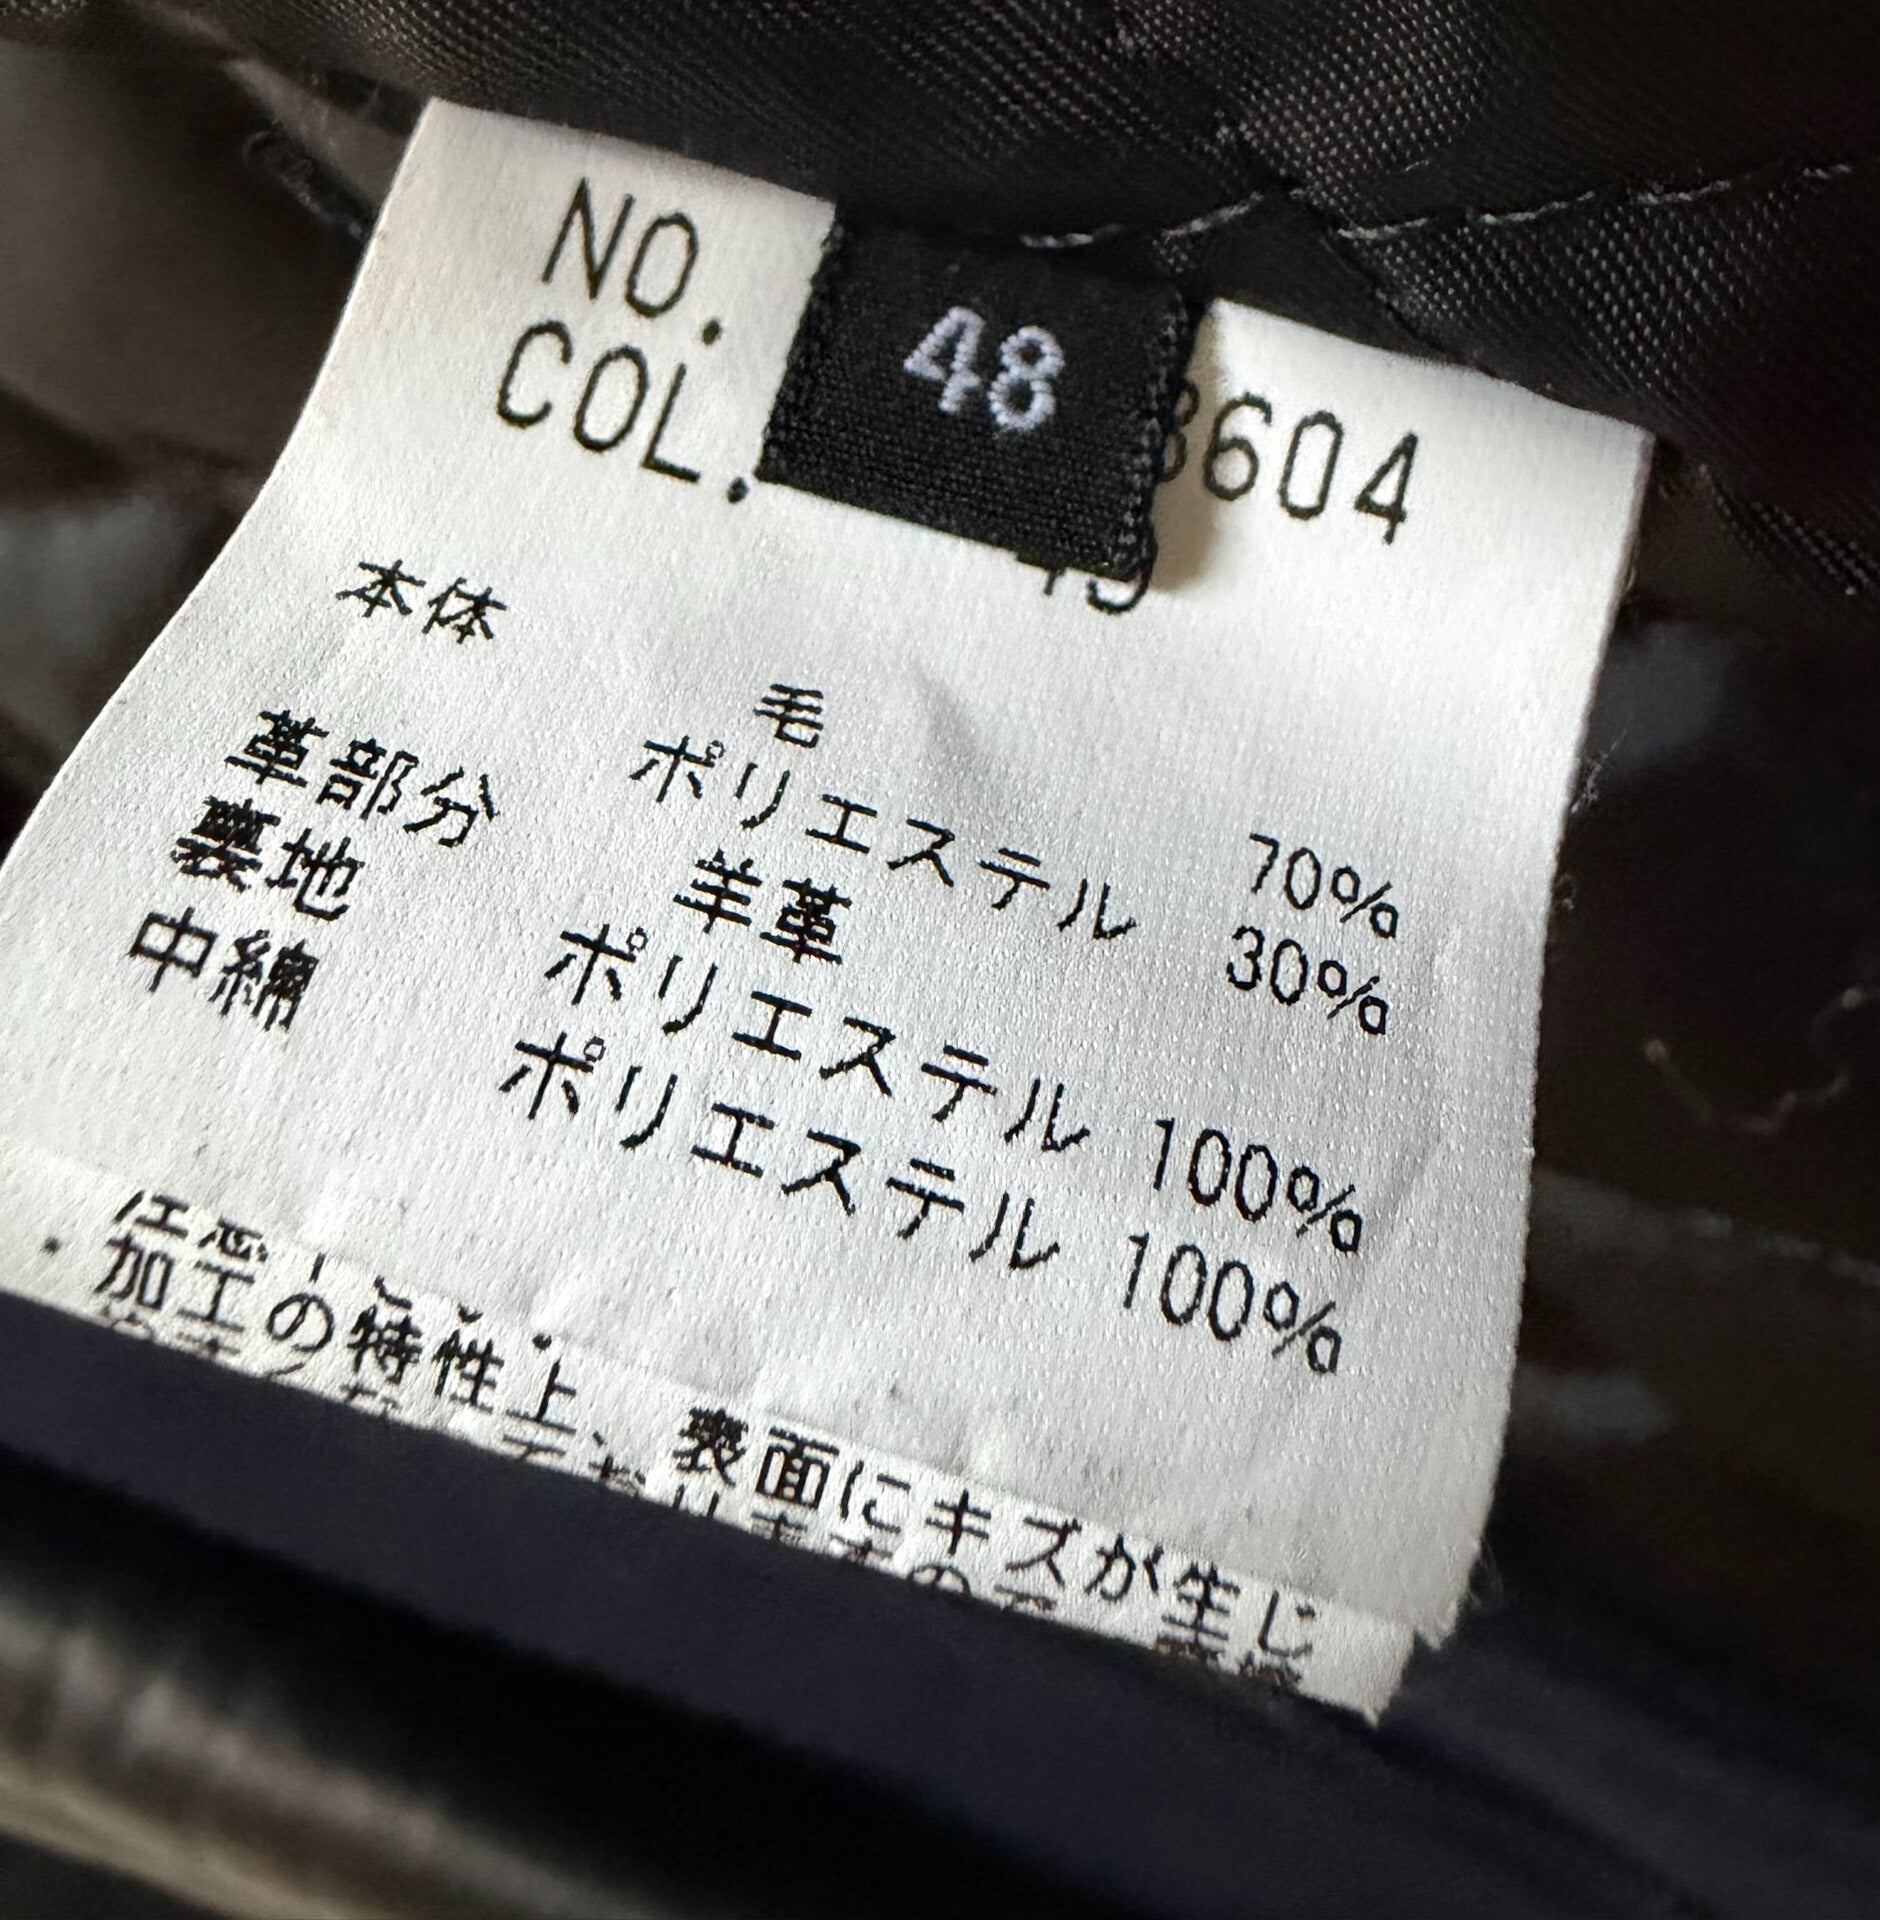 NO.
48
3604
COL.
本体
毛 70%
ポリエステル 30%
革部分 羊革
裏地 ポリエステル 100%
中綿 ポリエステル 100%
・加工の特性上、表面にキズが生じ